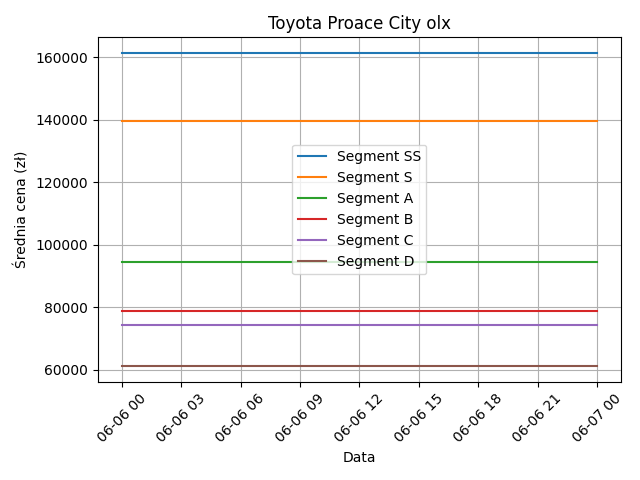 Toyota Proace City olx
Średnia cena (zł)
160000
140000
120000
100000
80000
60000
Segment SS
Segment S
Segment A
Segment B
Segment C
Segment D
06-06 00
06-06 03
06-06 06
06-06 09
06-06 12
06-06 15
06-06 18
06-06 21
06-07 00
Data